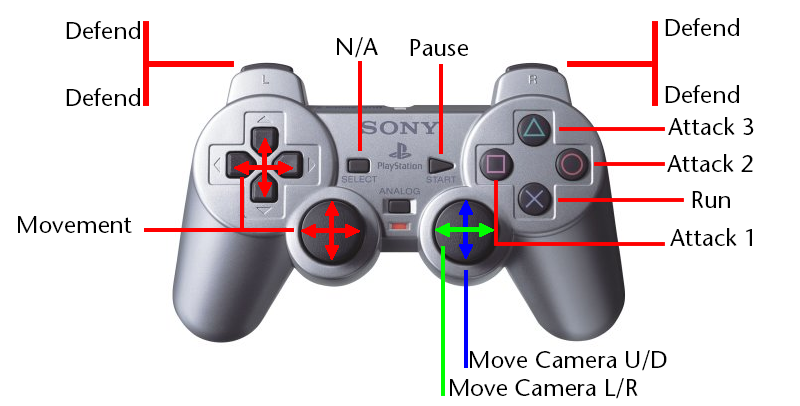 Defend
Defend
N/A
Pause
Defend
Defend
L
R
SONY
PlayStation
SELECT
START
ANALOG
Attack 3
Attack 2
Run
Attack 1
Movement
Move Camera U/D
Move Camera L/R